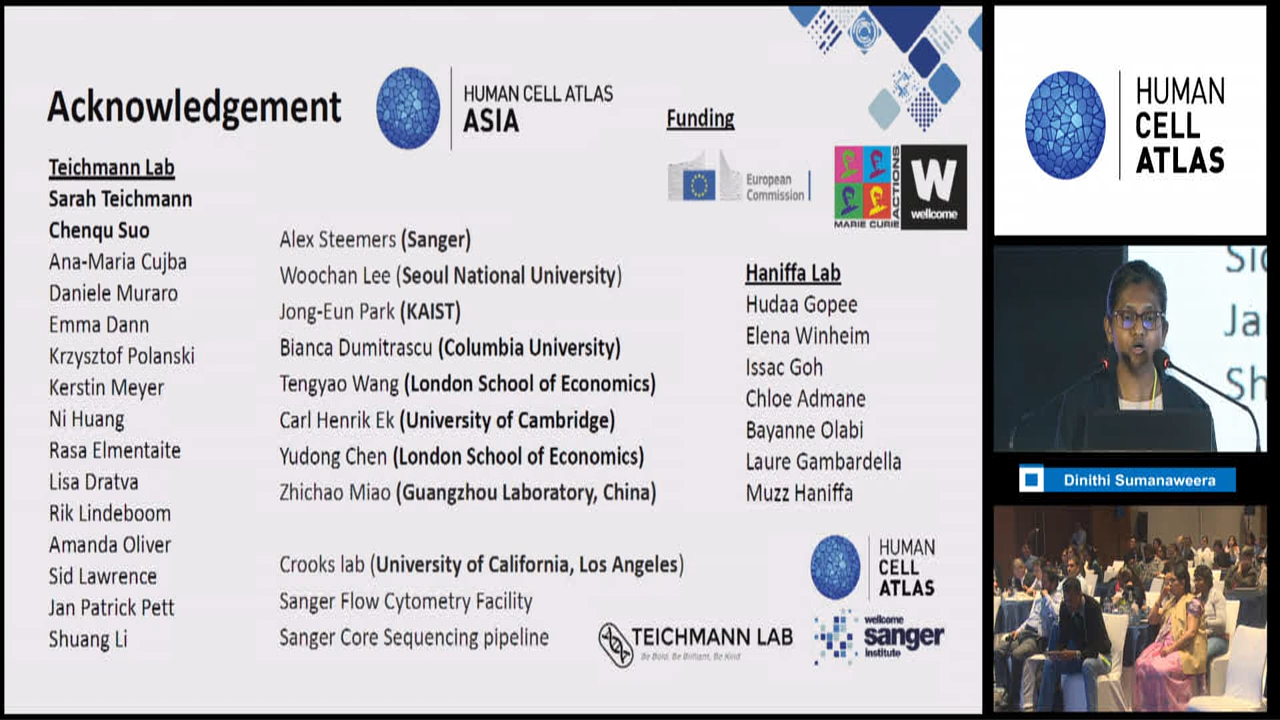 Acknowledgement
HUMAN CELL ATLAS
ASIA
Teichmann Lab
Sarah Teichmann
Chenqu Suo
Ana-Maria Cujba
Daniele Muraro
Emma Dann
Krzysztof Polanski
Kerstin Meyer
Ni Huang
Rasa Elmentaite
Lisa Dratva
Rik Lindeboom
Amanda Oliver
Sid Lawrence
Jan Patrick Pett
Shuang Li
Alex Steemers (Sanger)
Woochan Lee (Seoul National University)
Jong-Eun Park (KAIST)
Bianca Dumitrascu (Columbia University)
Tengyao Wang (London School of Economics)
Carl Henrik Ek (University of Cambridge)
Yudong Chen (London School of Economics)
Zhichao Miao (Guangzhou Laboratory, China)
Crooks lab (University of California, Los Angeles)
Sanger Flow Cytometry Facility
Sanger Core Sequencing pipeline
TEICHMANN LAB
Be Bold, Be Brilliant, Be Kind
Funding
European
Commission
MARIE CURIE
ACTIONS
W
wellcome
Haniffa Lab
Hudaa Gopee
Elena Winheim
Issac Goh
Chloe Admane
Bayanne Olabi
Laure Gambardella
Muzz Haniffa
HUMAN
CELL
ATLAS
wellcome
sanger
institute
HUMAN
CELL
ATLAS
Sid
Ja
Sh
Dinithi Sumanaweera